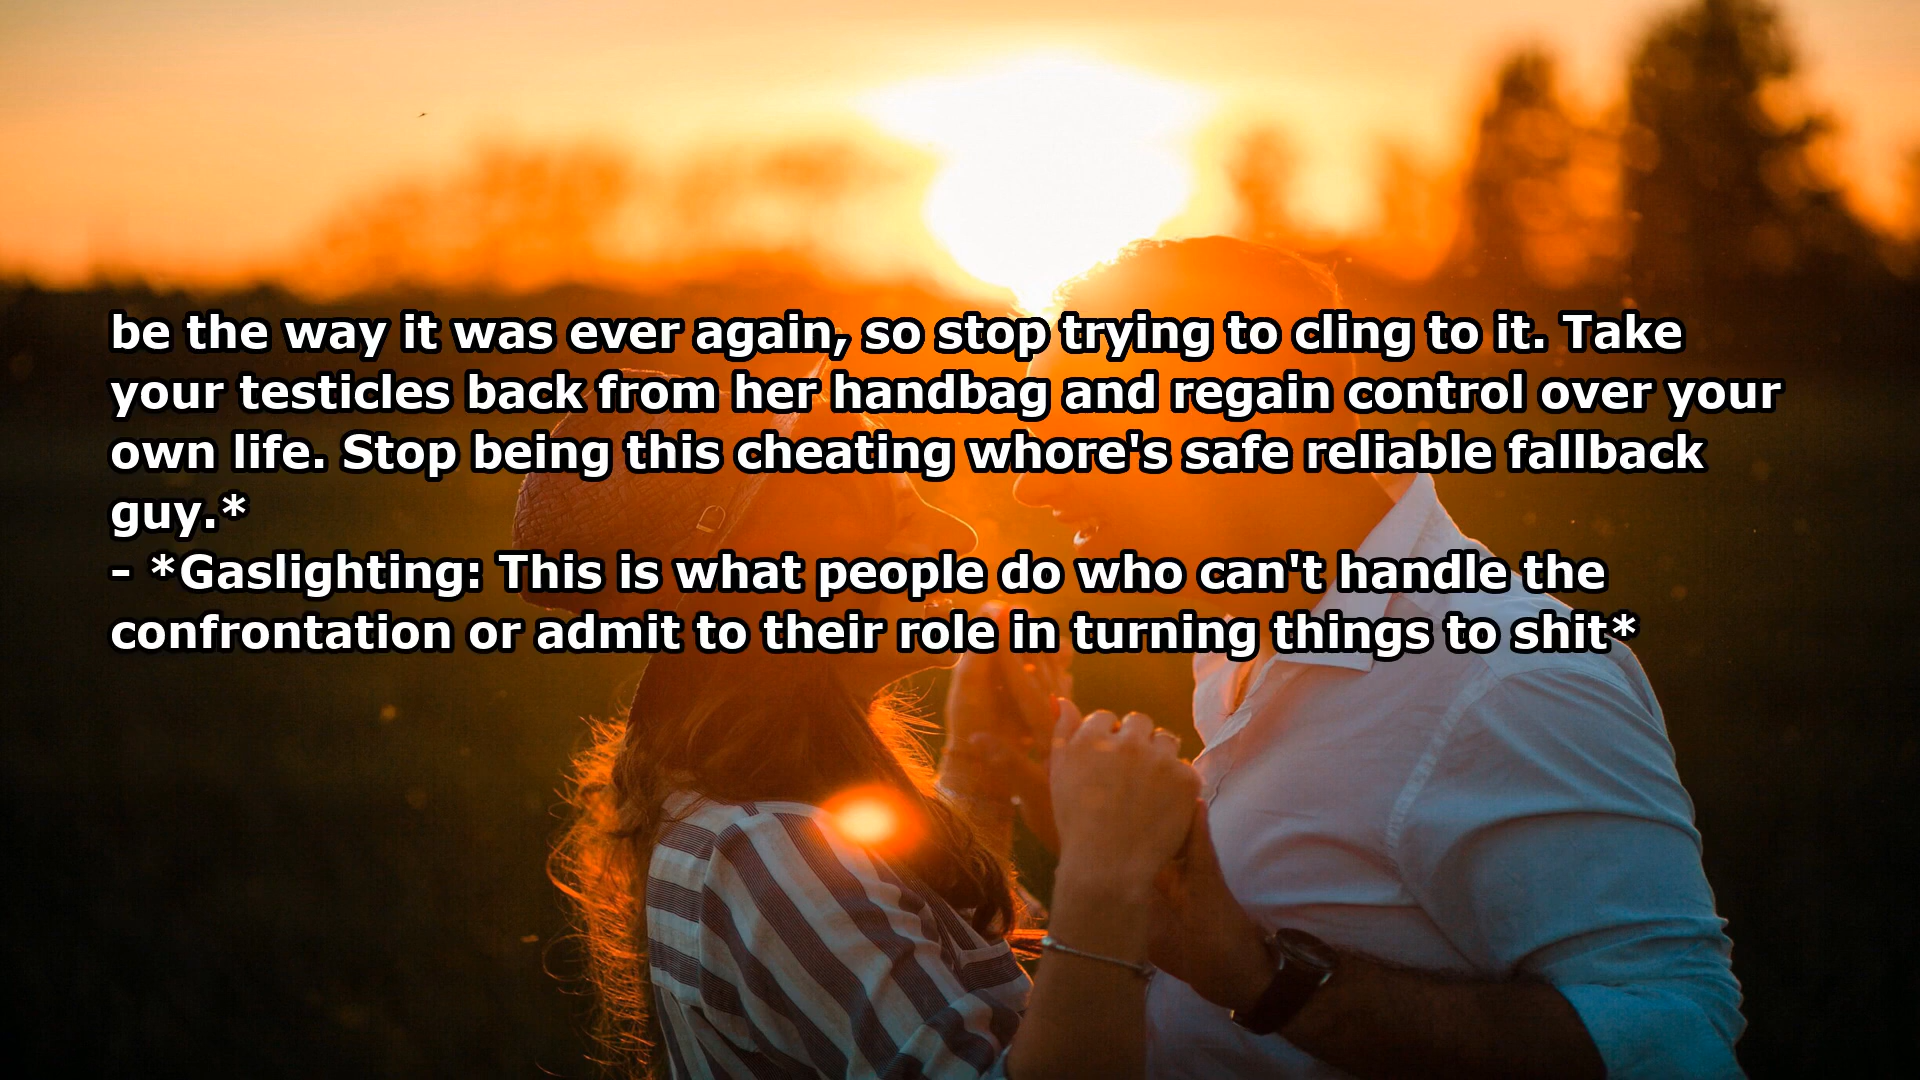 be the way it was ever again, so stop trying to cling to it. Take
your testicles back from her handbag and regain control over your
own life. Stop being this cheating whore's safe reliable fallback
guy.*
- *Gaslighting: This is what people do who can't handle the
confrontation or admit to their role in turning things to shit*